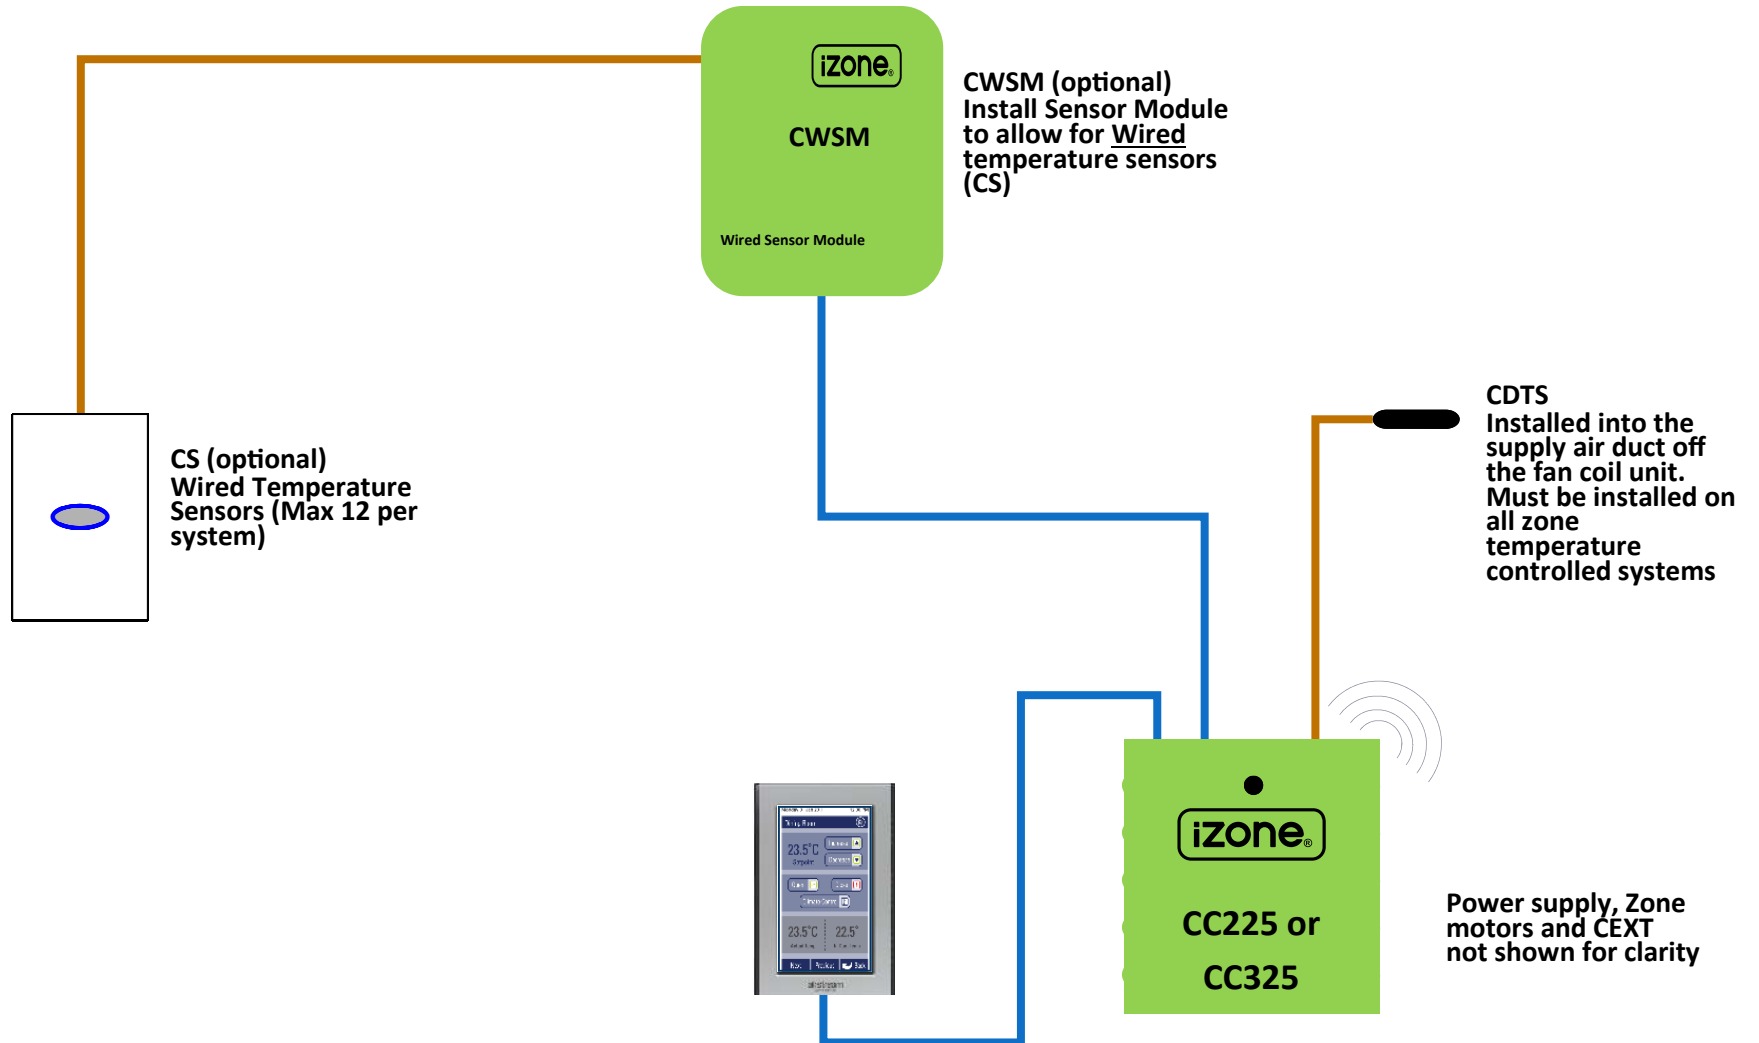 izone®
CWSM
Wired Sensor Module
CWSM (optional)
Install Sensor Module
to allow for Wired
temperature sensors
(CS)
CS (optional)
Wired Temperature
Sensors (Max 12 per
system)
CDTS
Installed into the
supply air duct off
the fan coil unit.
Must be installed on
all zone
temperature
controlled systems
23.5°C
23.5°C
22.5°
Next
Back
airstream
izone®
CC225 or
CC325
Power supply, Zone
motors and CEXT
not shown for clarity